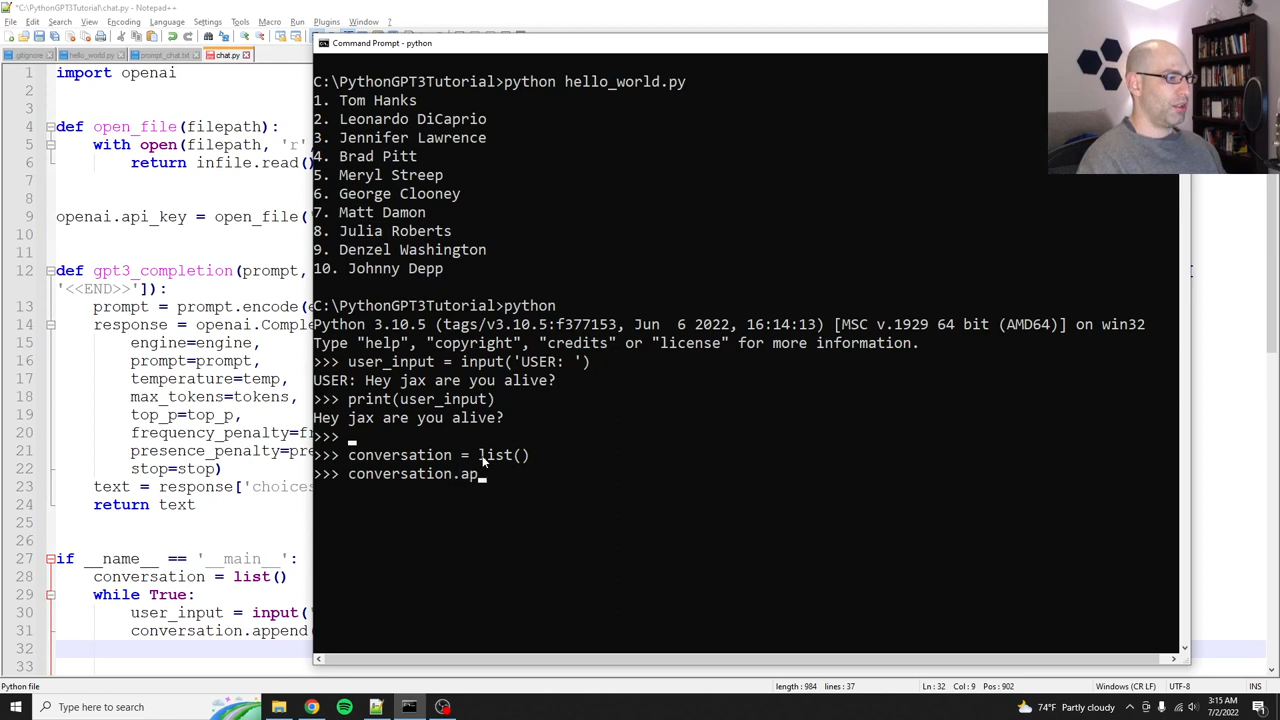 *C:\PythonGPT3Tutorial\chat.py - Notepad++
File Edit Search View Encoding Language Settings Tools Macro Run Plugins Window ?
.gitignore hello_world.py prompt_chat.txt chat.py
Command Prompt - python
1 import openai
2
3
4 def open_file(filepath):
5 with open(filepath, 'r',
6 return infile.read()
7
8
9 openai.api_key = open_file('
10
11
12 def gpt3_completion(prompt,
'<<END>>']):
13 prompt = prompt.encode(e
14 response = openai.Comple
15 engine=engine,
16 prompt=prompt,
17 temperature=temp,
18 max_tokens=tokens,
19 top_p=top_p,
20 frequency_penalty=fr
21 presence_penalty=pre
22 stop=stop)
23 text = response['choices
24 return text
25
26
27 if __name__ == '__main__':
28 conversation = list()
29 while True:
30 user_input = input('
31 conversation.append(
32
33
C:\PythonGPT3Tutorial>python hello_world.py
1. Tom Hanks
2. Leonardo DiCaprio
3. Jennifer Lawrence
4. Brad Pitt
5. Meryl Streep
6. George Clooney
7. Matt Damon
8. Julia Roberts
9. Denzel Washington
10. Johnny Depp
C:\PythonGPT3Tutorial>python
Python 3.10.5 (tags/v3.10.5:f377153, Jun 6 2022, 16:14:13) [MSC v.1929 64 bit (AMD64)] on win32
Type "help", "copyright", "credits" or "license" for more information.
>>> user_input = input('USER: ')
USER: Hey jax are you alive?
>>> print(user_input)
Hey jax are you alive?
>>>
>>> conversation = list()
>>> conversation.ap
Python file
length : 984 lines : 37
Ln : 32 Col : 9 Pos : 902
Windows (CR LF)
UTF-8
INS
Type here to search
74°F Partly cloudy
3:15 AM
7/2/2022